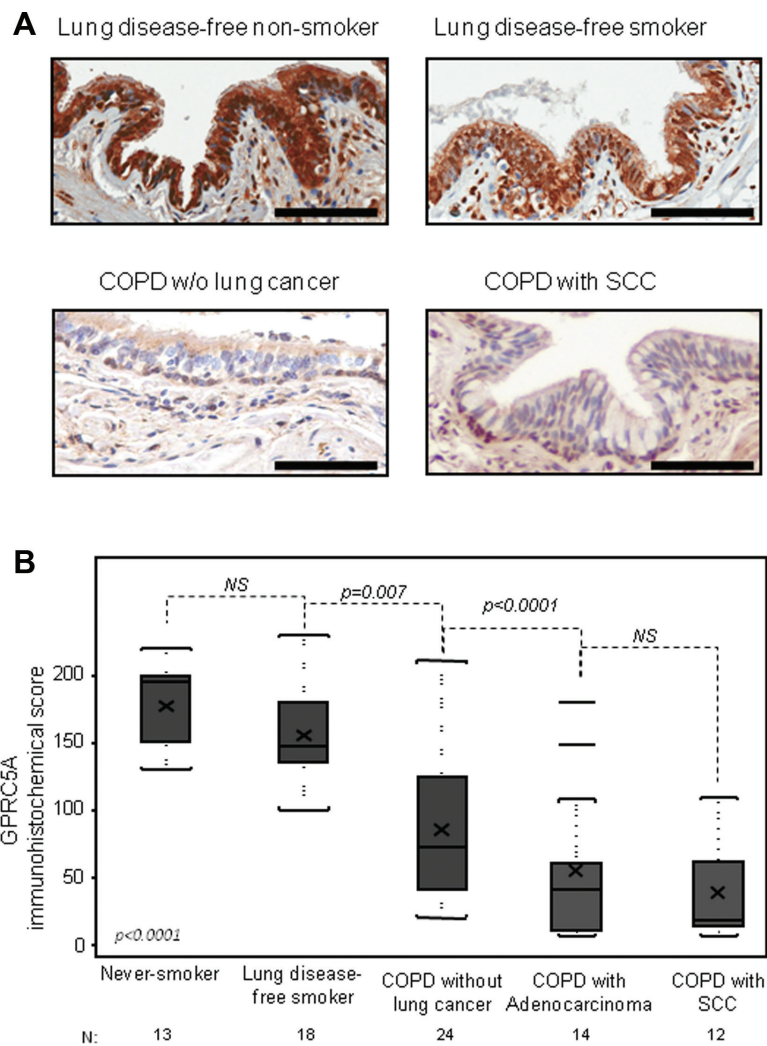 A
Lung disease-free non-smoker
Lung disease-free smoker
COPD w/o lung cancer
COPD with SCC
B
GPRC5A
immunohistochemical score
200
150
100
50
0
NS
p=0.007
p<0.0001
NS
p<0.0001
Never-smoker
Lung disease-
free smoker
COPD without
lung cancer
COPD with
Adenocarcinoma
COPD with
SCC
N:
13
18
24
14
12